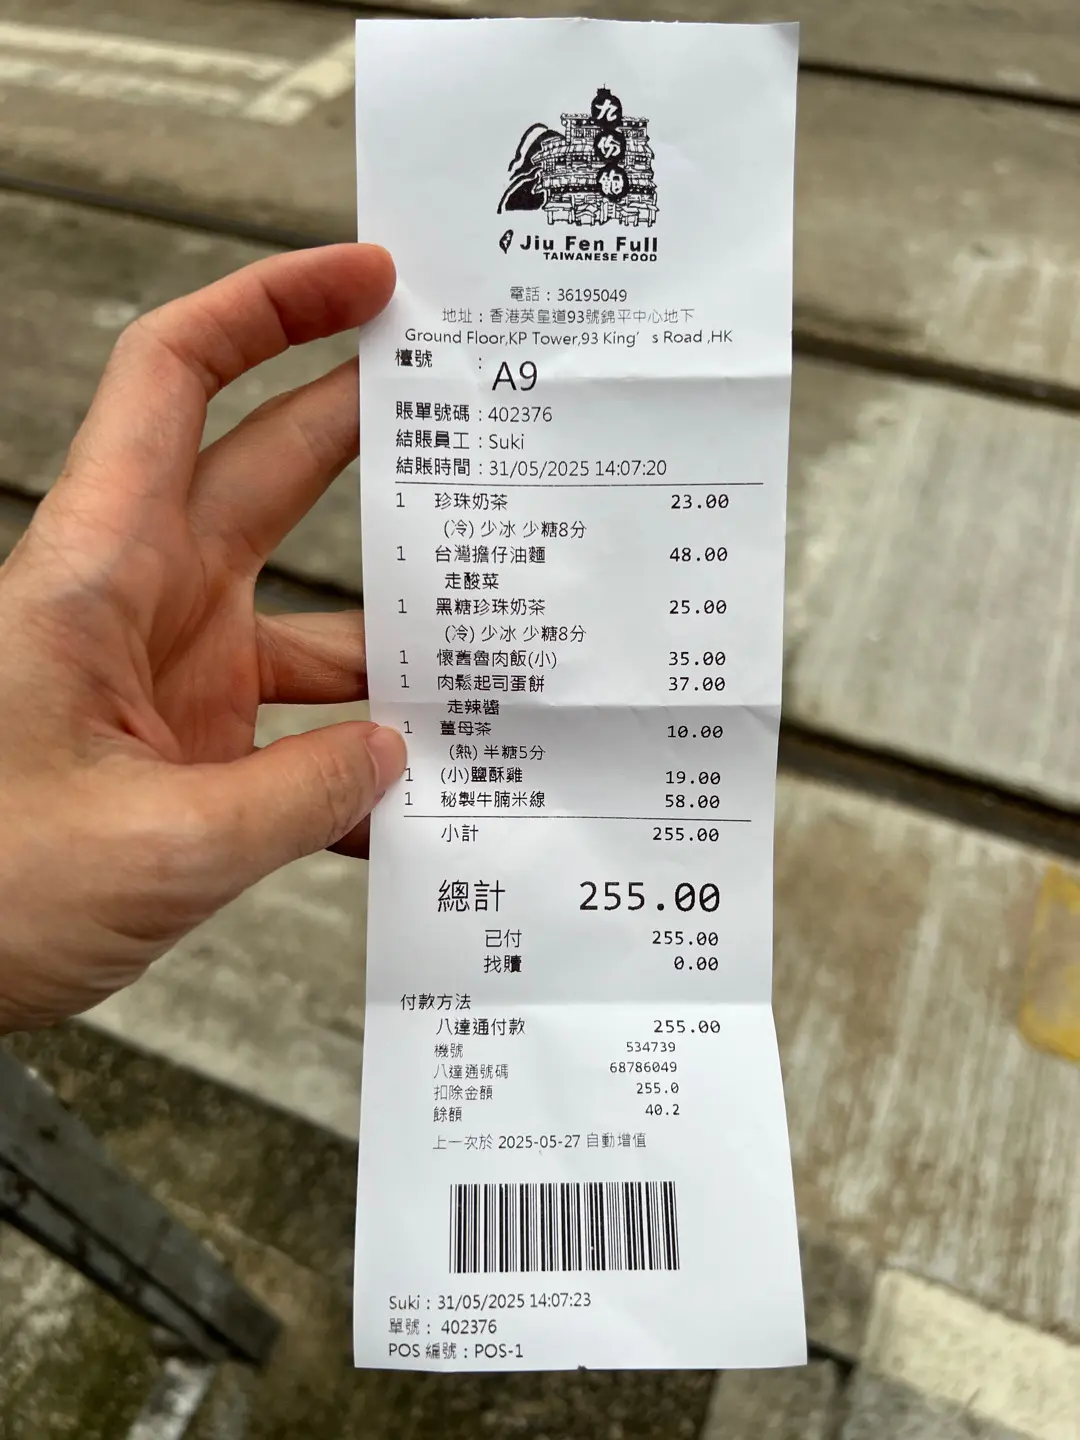 九份飽
Jiu Fen Full
TAIWANESE FOOD
電話：36195049
地址：香港英皇道93號錦平中心地下
Ground Floor,KP Tower,93 King's Road ,HK
檯號 : A9
賬單號碼：402376
結賬員工：Suki
結賬時間：31/05/2025 14:07:20
1 珍珠奶茶 23.00
(冷) 少冰 少糖8分
1 台灣擔仔油麵 48.00
走酸菜
1 黑糖珍珠奶茶 25.00
(冷) 少冰 少糖8分
1 懷舊魯肉飯(小) 35.00
1 肉鬆起司蛋餅 37.00
走辣醬
1 薑母茶 10.00
(熱) 半糖5分
1 (小)鹽酥雞 19.00
1 秘製牛腩米線 58.00
小計 255.00
總計 255.00
已付 255.00
找贖 0.00
付款方法
八達通付款 255.00
機號 534739
八達通號碼 68786049
扣除金額 255.0
餘額 40.2
上一次於 2025-05-27 自動增值
Suki：31/05/2025 14:07:23
單號： 402376
POS 編號：POS-1